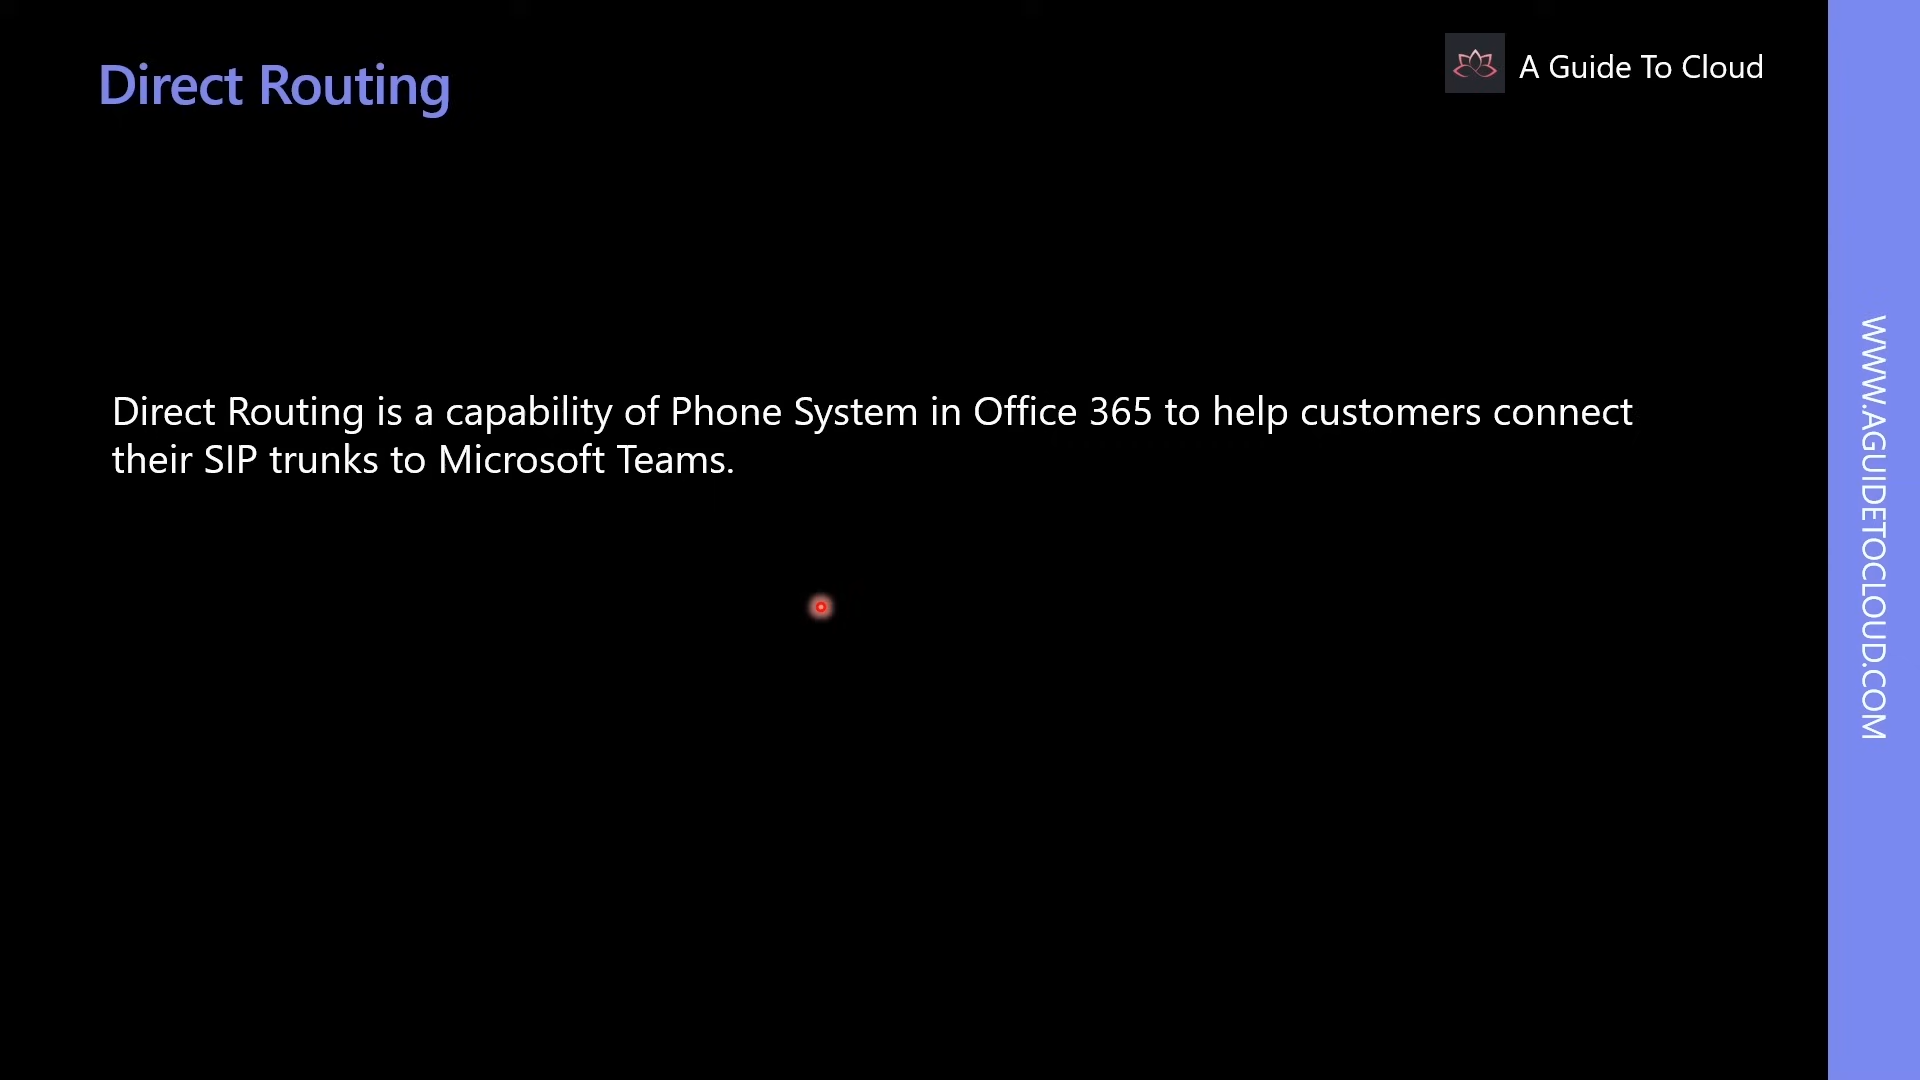 Direct Routing
A Guide To Cloud
Direct Routing is a capability of Phone System in Office 365 to help customers connect
their SIP trunks to Microsoft Teams.
WWW.AGUIDETOCLOUD.COM